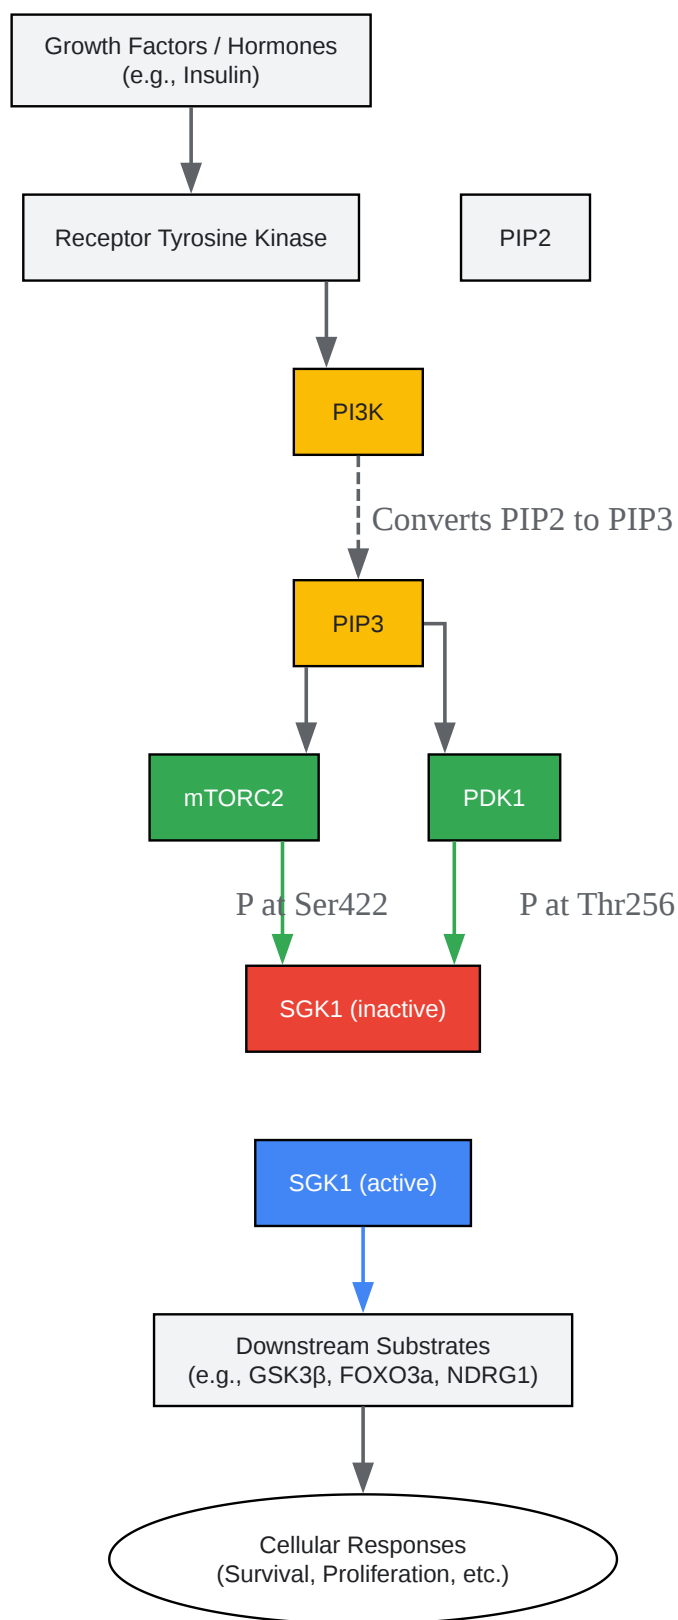 Growth Factors / Hormones
(e.g., Insulin)
Receptor Tyrosine Kinase
PIP2
PI3K
Converts PIP2 to PIP3
PIP3
mTORC2
PDK1
P at Ser422
P at Thr256
SGK1 (inactive)
SGK1 (active)
Downstream Substrates
(e.g., GSK3β, FOXO3a, NDRG1)
Cellular Responses
(Survival, Proliferation, etc.)